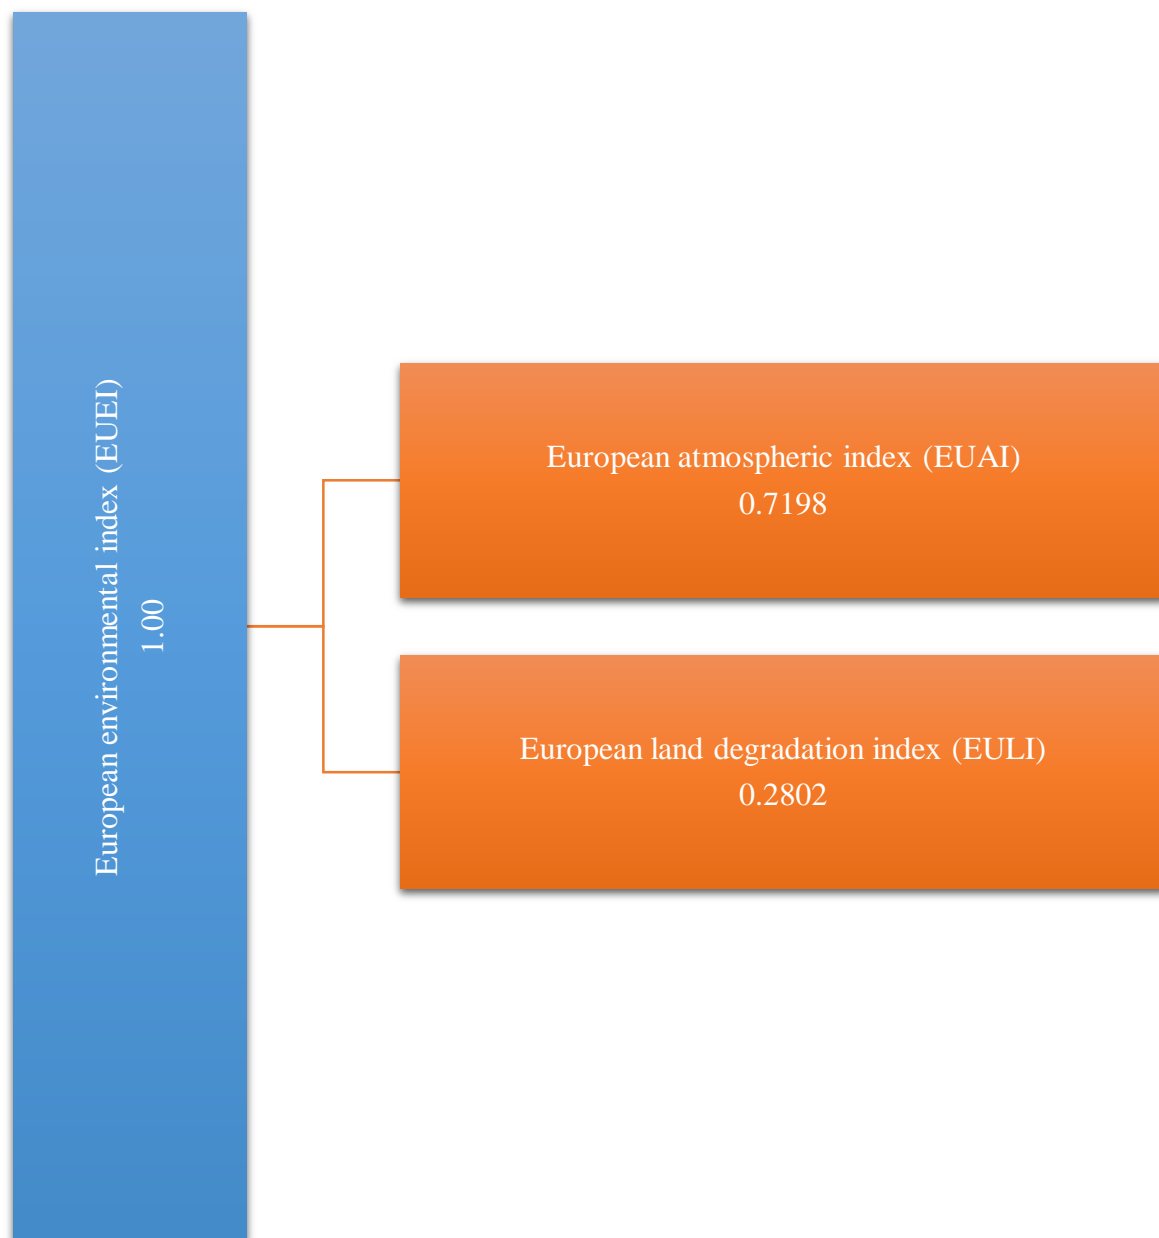 European environmental index (EUEI)
1.00
European atmospheric index (EUAI)
0.7198
European land degradation index (EULI)
0.2802